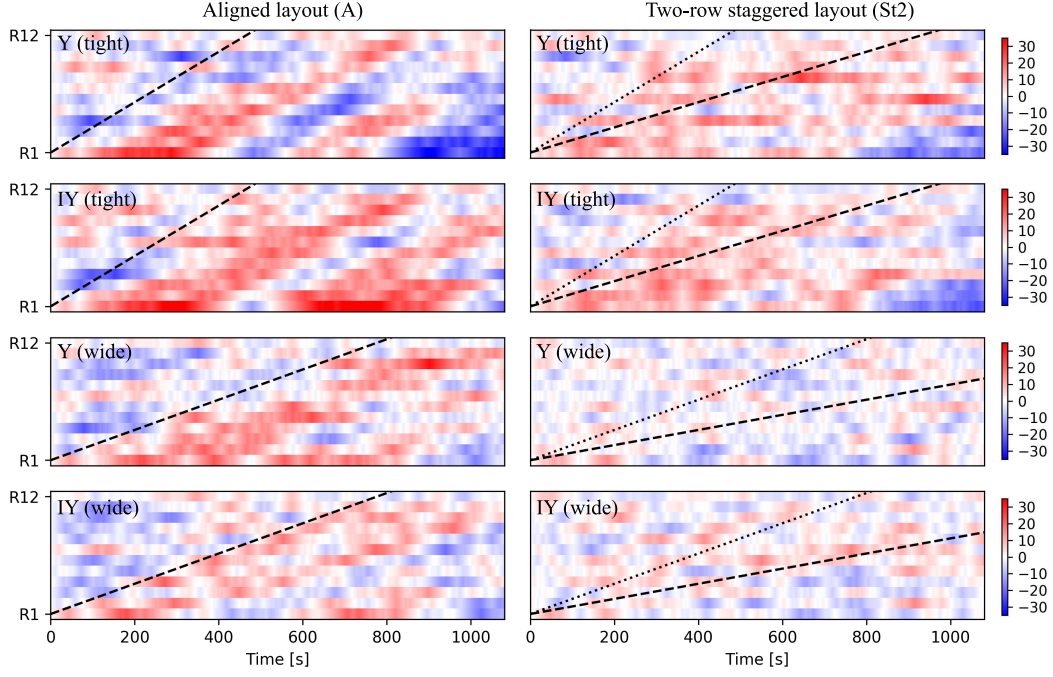 Aligned layout (A)
Two-row staggered layout (St2)
R12
Y (tight)
R1
Y (tight)
30
20
10
0
−10
−20
−30
R12
IY (tight)
R1
IY (tight)
30
20
10
0
−10
−20
−30
R12
Y (wide)
R1
Y (wide)
30
20
10
0
−10
−20
−30
R12
IY (wide)
R1
IY (wide)
30
20
10
0
−10
−20
−30
0 200 400 600 800 1000
Time [s]
0 200 400 600 800 1000
Time [s]